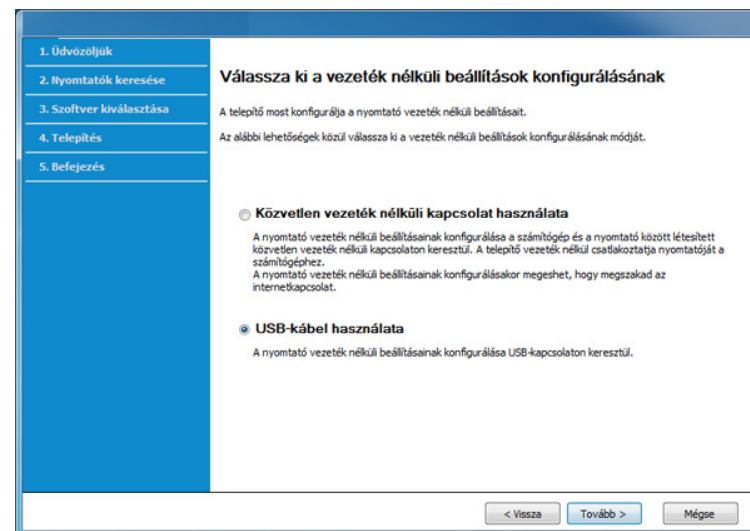 1. Üdvözöljük
2. Nyomtatók keresése
3. Szoftver kiválasztása
4. Telepítés
5. Befejezés
Válassza ki a vezeték nélküli beállítások konfigurálásának
A telepítő most konfigurálja a nyomtató vezeték nélküli beállításait.
Az alábbi lehetőségek közül válassza ki a vezeték nélküli beállítások konfigurálásának módját.
Közvetlen vezeték nélküli kapcsolat használata
A nyomtató vezeték nélküli beállításainak konfigurálása a számítógép és a nyomtató között létesített
közvetlen vezeték nélküli kapcsolaton keresztül. A telepítő vezeték nélkül csatlakoztatja nyomtatóját a
számítógéphez.
A nyomtató vezeték nélküli beállításainak konfigurálásakor megeshet, hogy megszakad az
internetkapcsolat.
USB-kábel használata
A nyomtató vezeték nélküli beállításainak konfigurálása USB-kapcsolaton keresztül.
< Vissza
Tovább >
Mégse